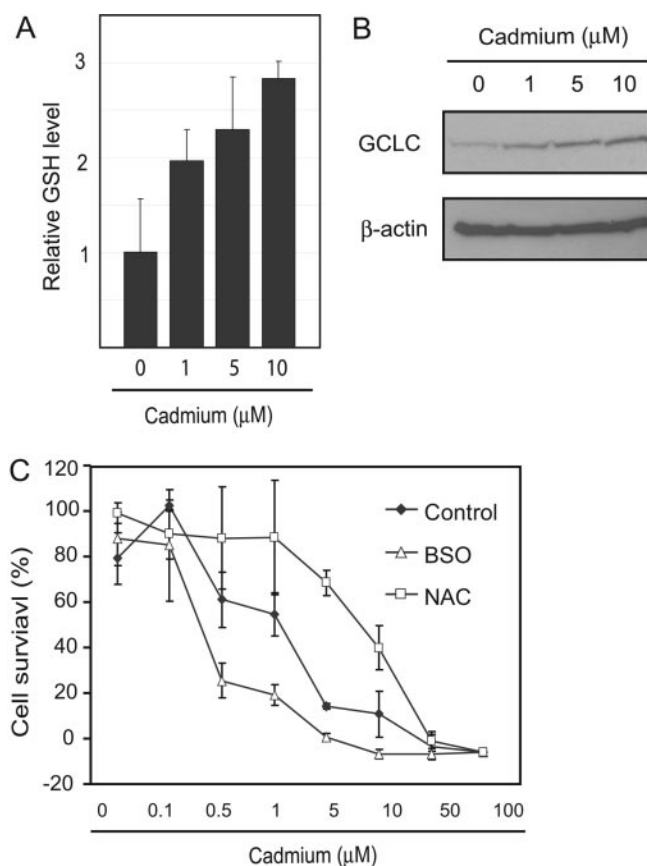 A
Relative GSH level
3
2
1
0 1 5 10
Cadmium (μM)
B
Cadmium (μM)
0 1 5 10
GCLC
β-actin
C
Cell surviavl (%)
120
100
80
60
40
20
0
-20
Control
BSO
NAC
0 0.1 0.5 1 5 10 50 100
Cadmium (μM)